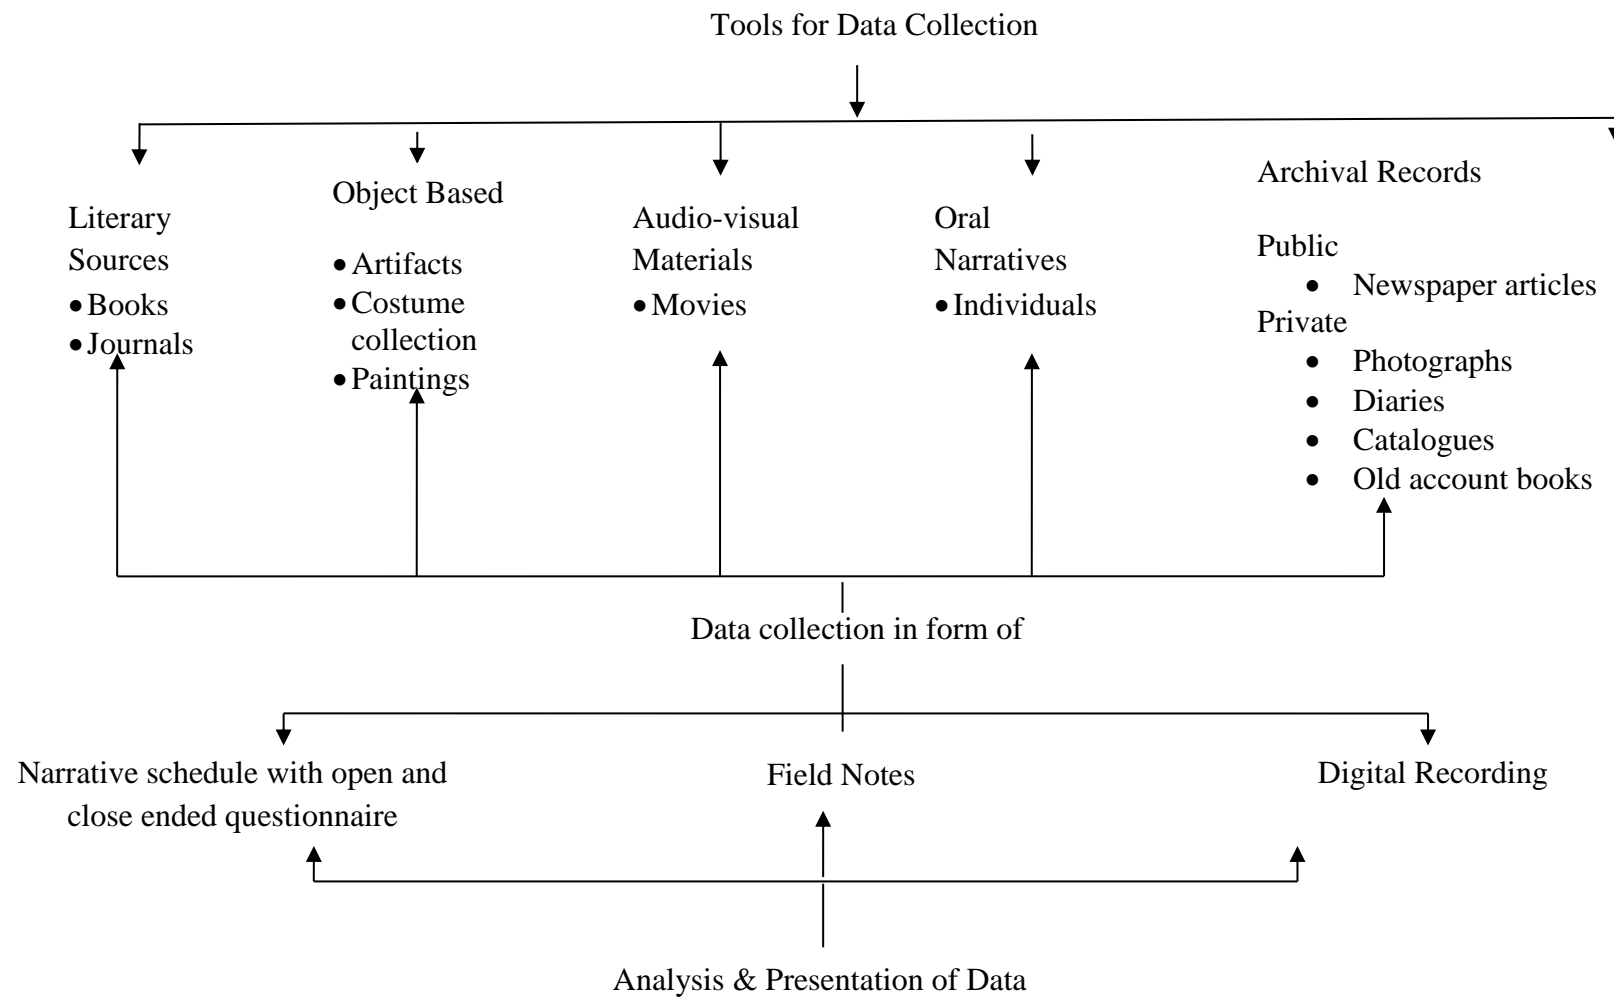 Tools for Data Collection
Literary
Sources
• Books
• Journals
Object Based
• Artifacts
• Costume
collection
• Paintings
Audio-visual
Materials
• Movies
Oral
Narratives
• Individuals
Archival Records
Public
• Newspaper articles
Private
• Photographs
• Diaries
• Catalogues
• Old account books
Data collection in form of
Narrative schedule with open and
close ended questionnaire
Field Notes
Digital Recording
Analysis & Presentation of Data